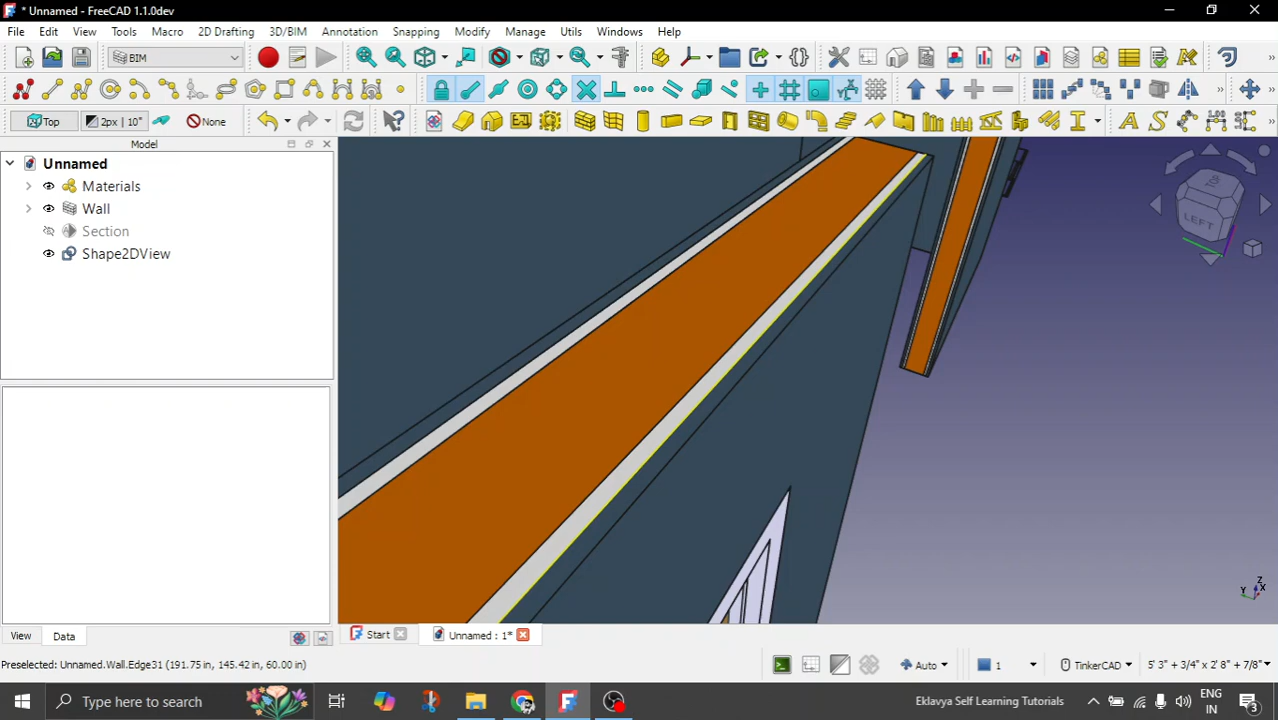 * Unnamed - FreeCAD 1.1.0dev
File Edit View Tools Macro 2D Drafting 3D/BIM Annotation Snapping Modify Manage Utils Windows Help
BIM
Top 2px | 10" None
Model
Unnamed
Materials
Wall
Section
Shape2DView
LEFT
Z
X
Y
View Data
Start Unnamed : 1*
Preselected: Unnamed.Wall.Edge31 (191.75 in, 145.42 in, 60.00 in)
Auto 1 TinkerCAD 5' 3" + 3/4" x 2' 8" + 7/8"
Type here to search
Eklavya Self Learning Tutorials
ENG
IN
3